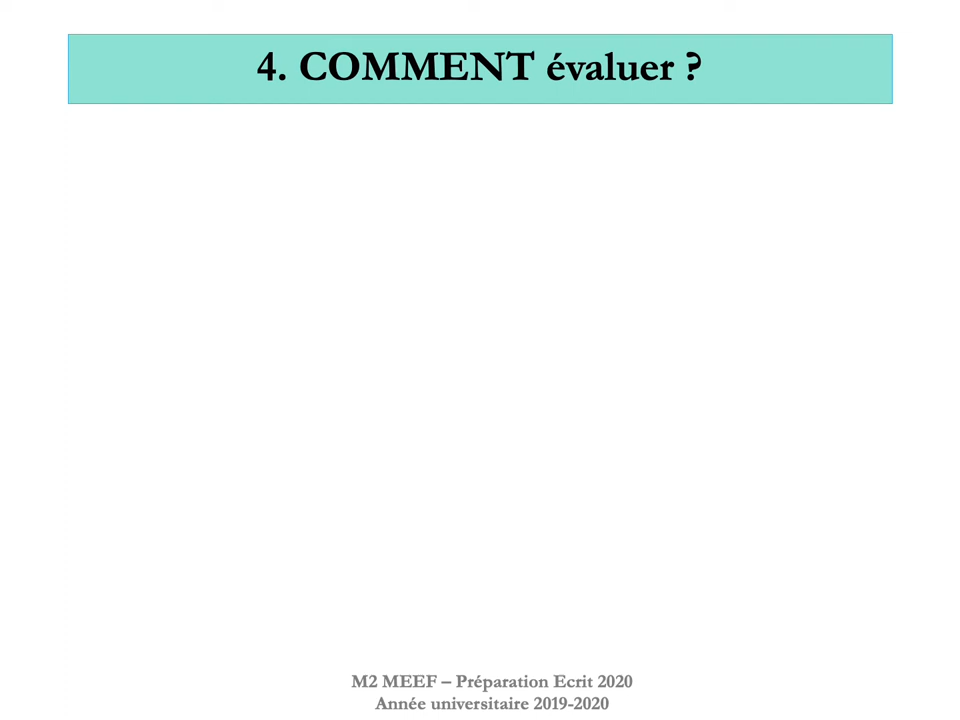 4. COMMENT évaluer ?
M2 MEEF – Préparation Ecrit 2020
Année universitaire 2019-2020